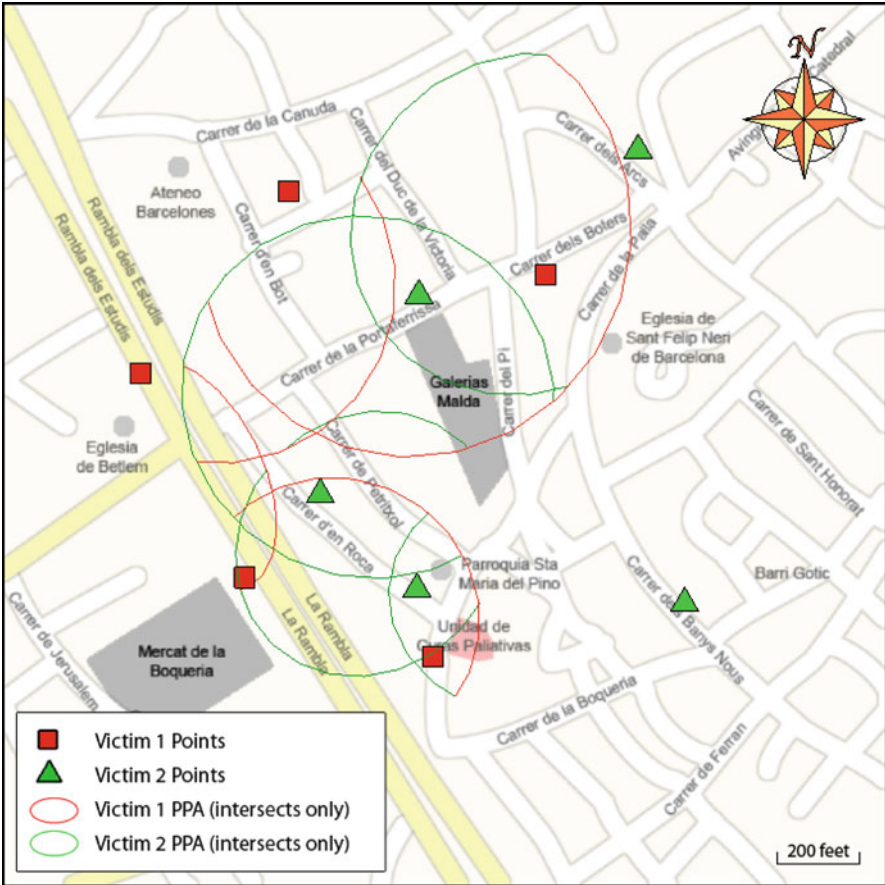 N
Avinguda Catedral
Carrer de la Canuda
Carrer dels Arcs
Carrer del Duc de la Victoria
Ateneo
Barcelones
Rambla dels Estudis
Rambla dels Estudis
Carrer d'en Bot
Carrer dels Boters
Carrer de la Palla
Carrer de la Portaferrissa
Eglesia de
Sant Felip Neri
de Barcelona
Galerias
Malda
Carrer del Pi
Eglesia
de Betlem
Carrer de Sant Honorat
Carrer de Petritxol
Carrer d'en Roca
Parroquia Sta
Maria del Pino
Barri Gotic
Carrer dels Banys Nous
Carrer de Jerusalem
La Rambla
La Rambla
Mercat de la
Boqueria
Unidad de
Curas Paliativas
Carrer de la Boqueria
Carrer de Ferran
Victim 1 Points
Victim 2 Points
Victim 1 PPA (intersects only)
Victim 2 PPA (intersects only)
200 feet